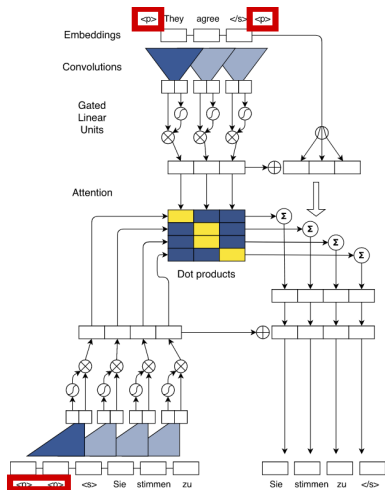 <p> They agree </s> <p>
Embeddings
Convolutions
Gated
Linear
Units
Attention
Σ
Σ
Σ
Σ
Dot products
<p> <p> <s> Sie stimmen zu
Sie stimmen zu </s>